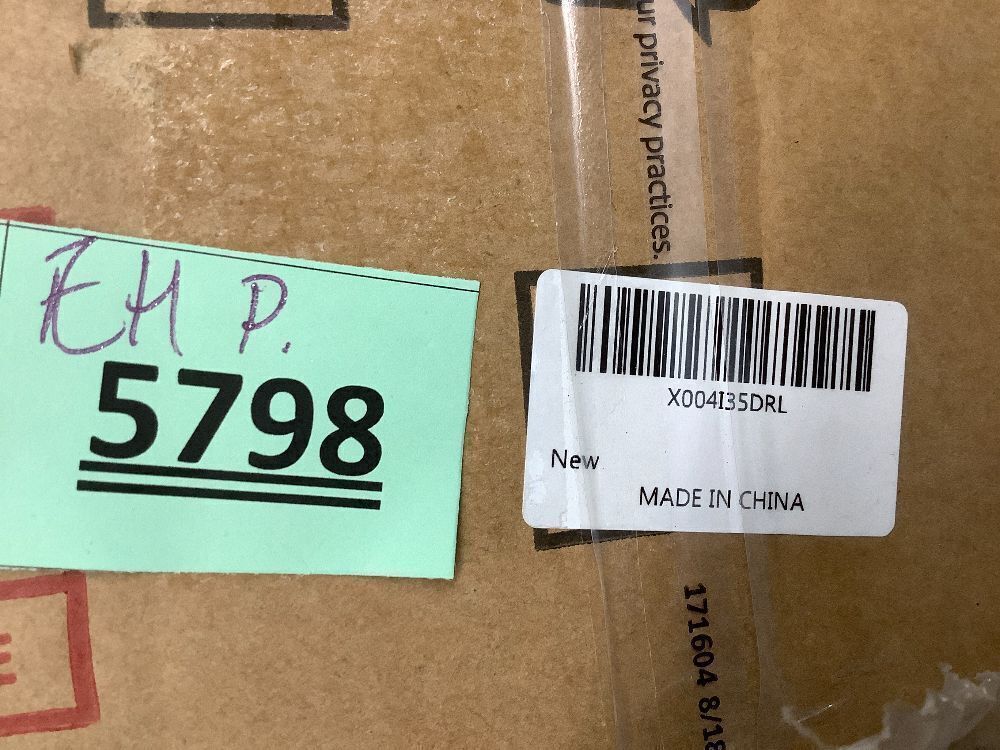 ur privacy practices.
EH P.
5798
X004I35DRL
New
MADE IN CHINA
171604 8/18